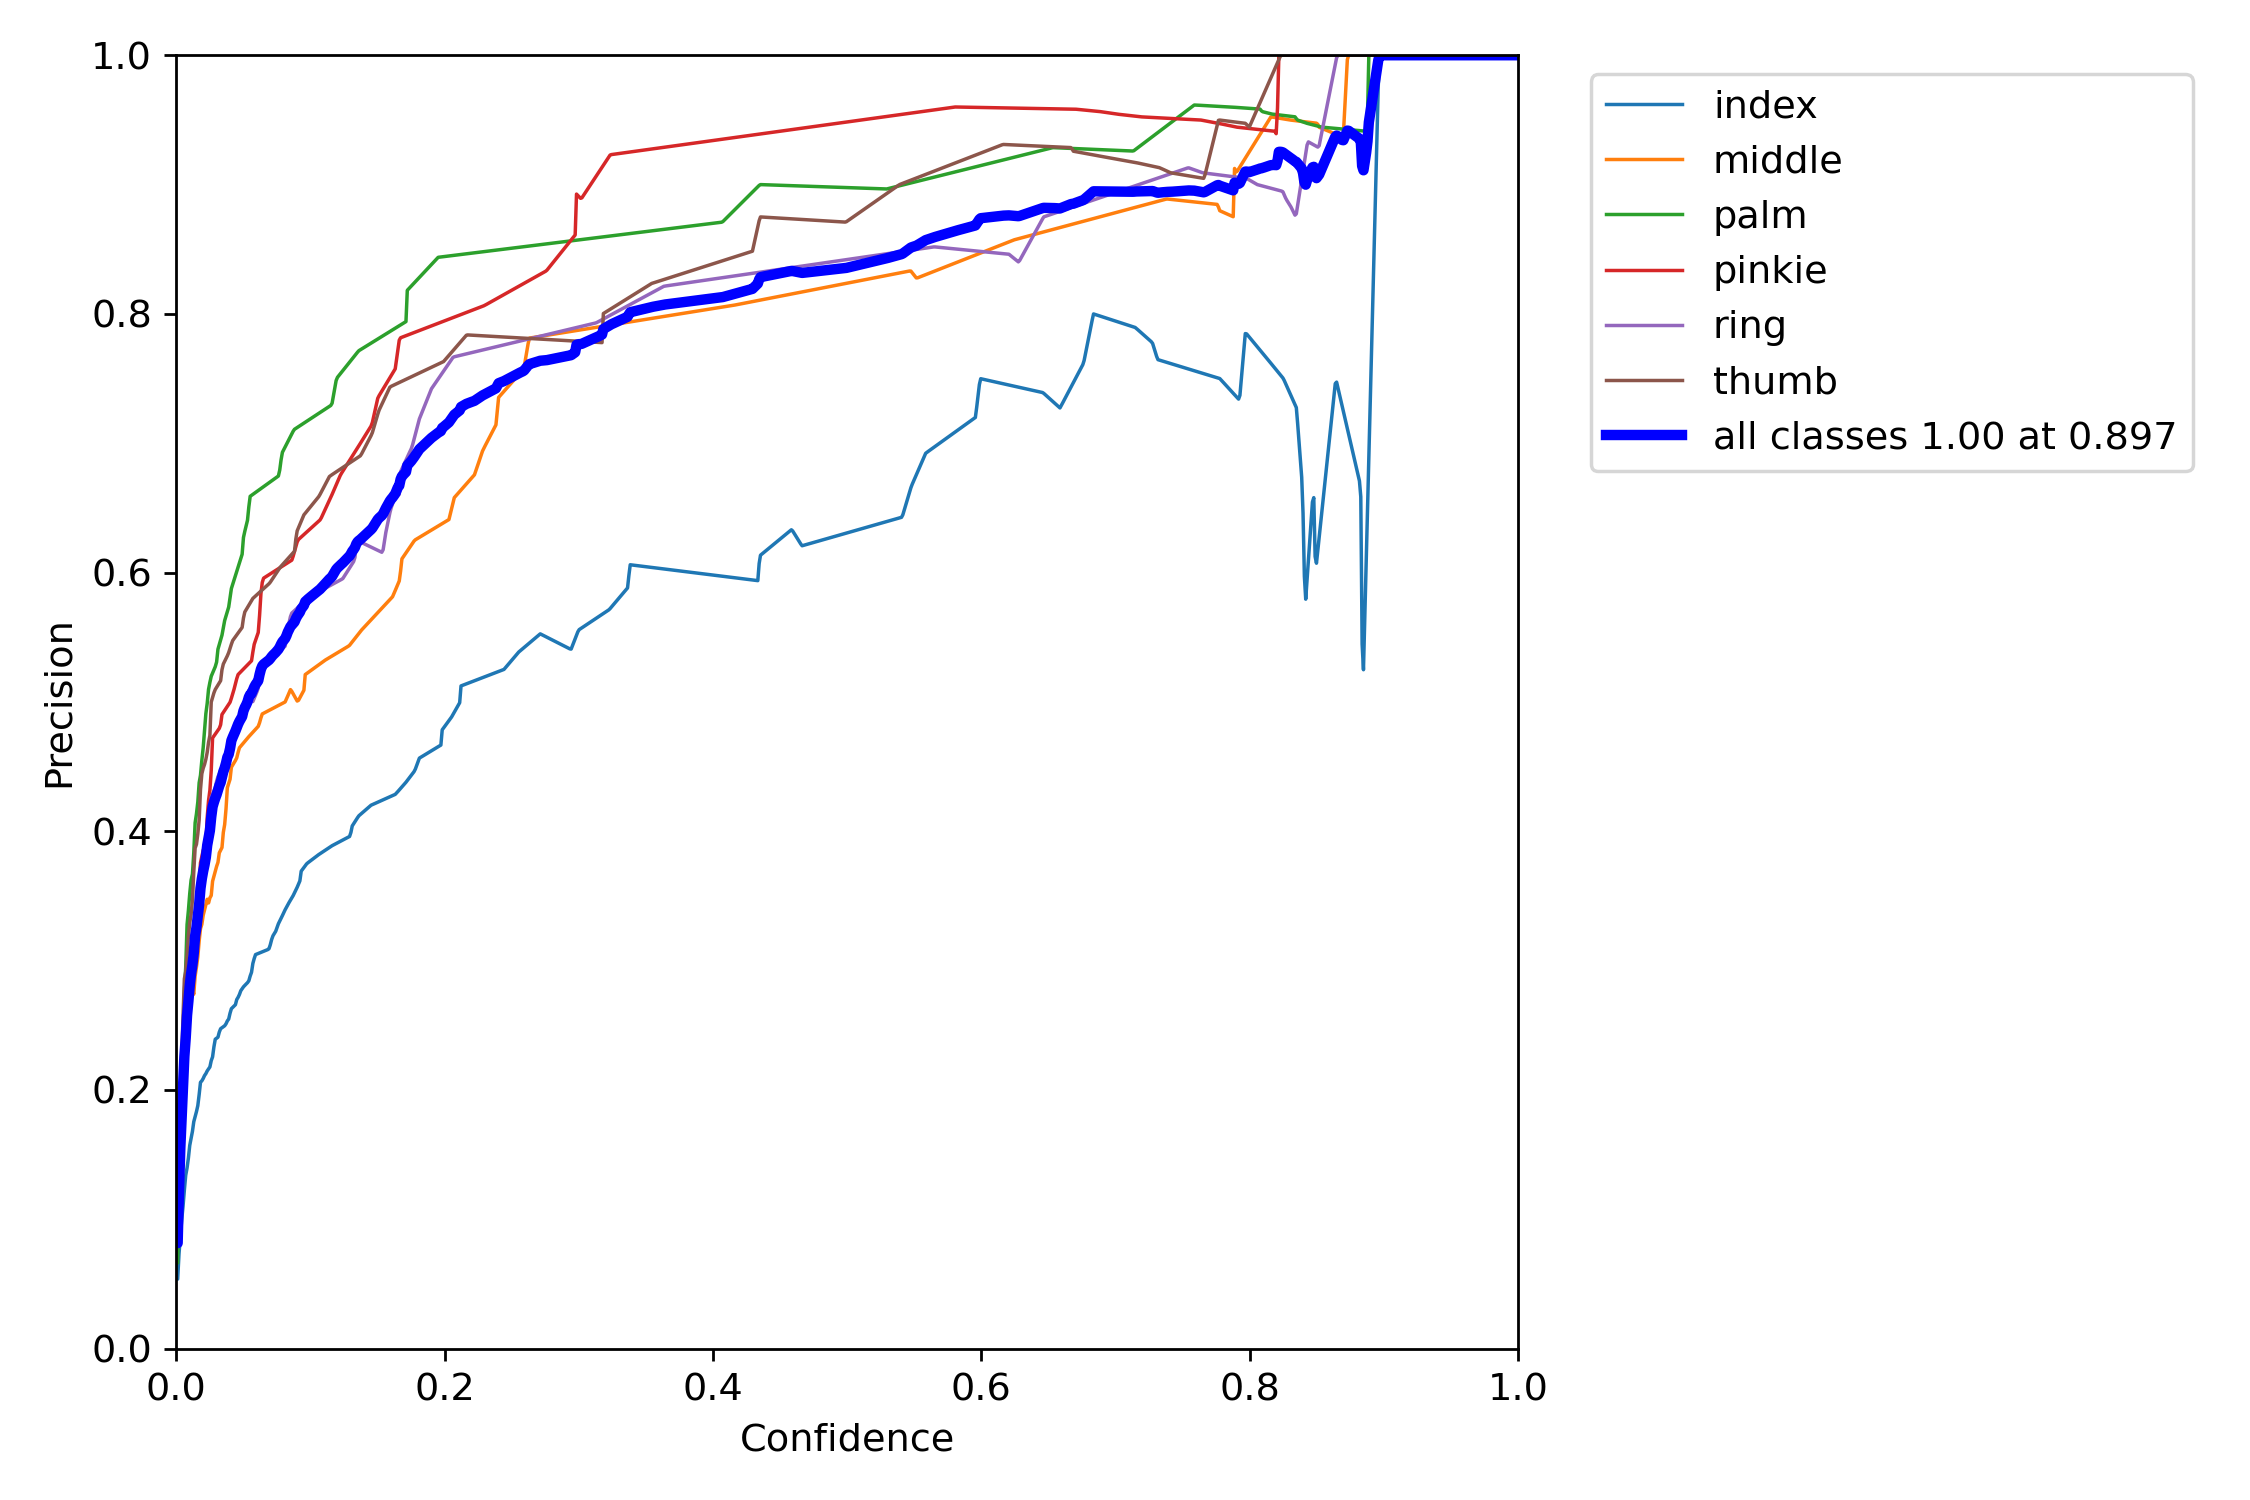 1.0
0.8
0.6
0.4
0.2
0.0
Precision
0.0 0.2 0.4 0.6 0.8 1.0
Confidence
index
middle
palm
pinkie
ring
thumb
all classes 1.00 at 0.897